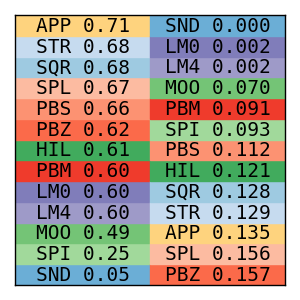 APP 0.71 SND 0.000
STR 0.68 LM0 0.002
SQR 0.68 LM4 0.002
SPL 0.67 MOO 0.070
PBS 0.66 PBM 0.091
PBZ 0.62 SPI 0.093
HIL 0.61 PBS 0.112
PBM 0.60 HIL 0.121
LM0 0.60 SQR 0.128
LM4 0.60 STR 0.129
MOO 0.49 APP 0.135
SPI 0.25 SPL 0.156
SND 0.05 PBZ 0.157